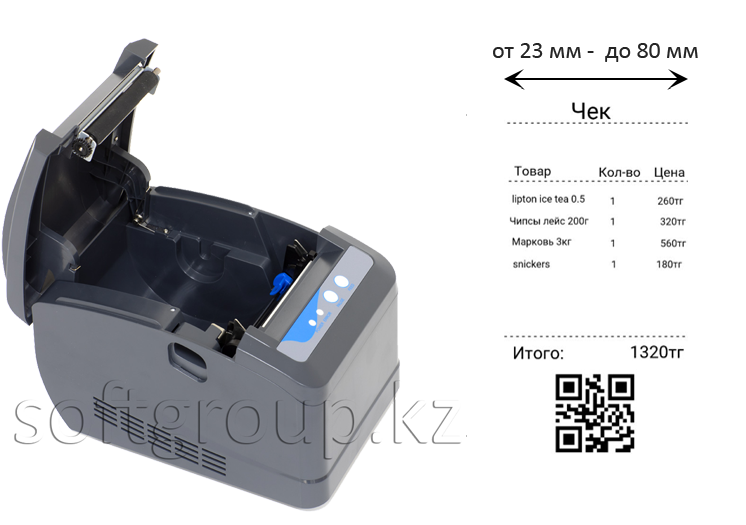 от 23 мм -  до 80 мм
Чек
Товар Кол-во Цена
lipton ice tea 0.5 1 260тг
Чипсы лейс 200г 1 320тг
Марковь 3кг 1 560тг
snickers 1 180тг
Итого: 1320тг
softgroup.kz